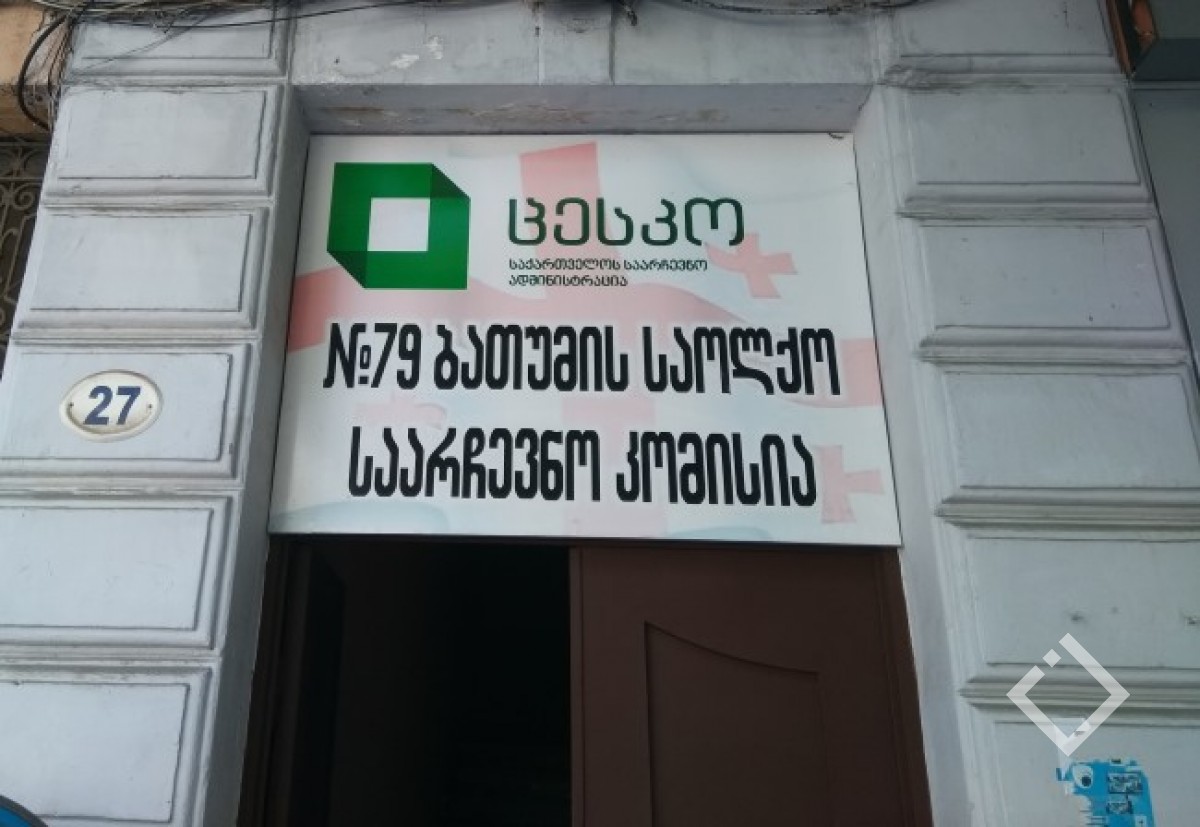 ცესკო
საქართველოს საარჩევნო
ადმინისტრაცია
№79 ბათუმის საოლქო
საარჩევნო კომისია
27